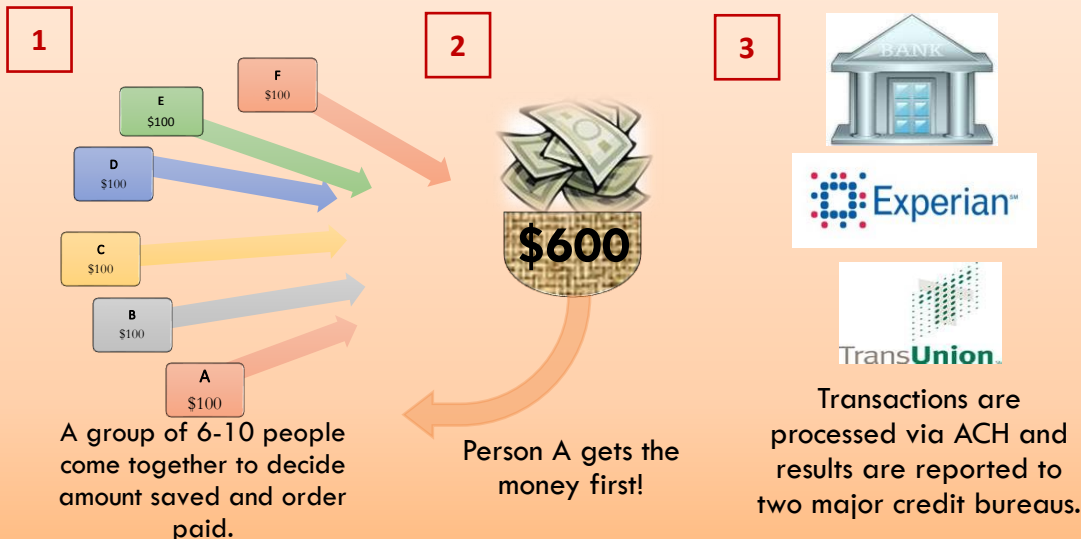 1
F
$100
E
$100
D
$100
C
$100
B
$100
A
$100
A group of 6-10 people
come together to decide
amount saved and order
paid.
2
$600
Person A gets the
money first!
3
BANK
Experian℠
TransUnion
Transactions are
processed via ACH and
results are reported to
two major credit bureaus.